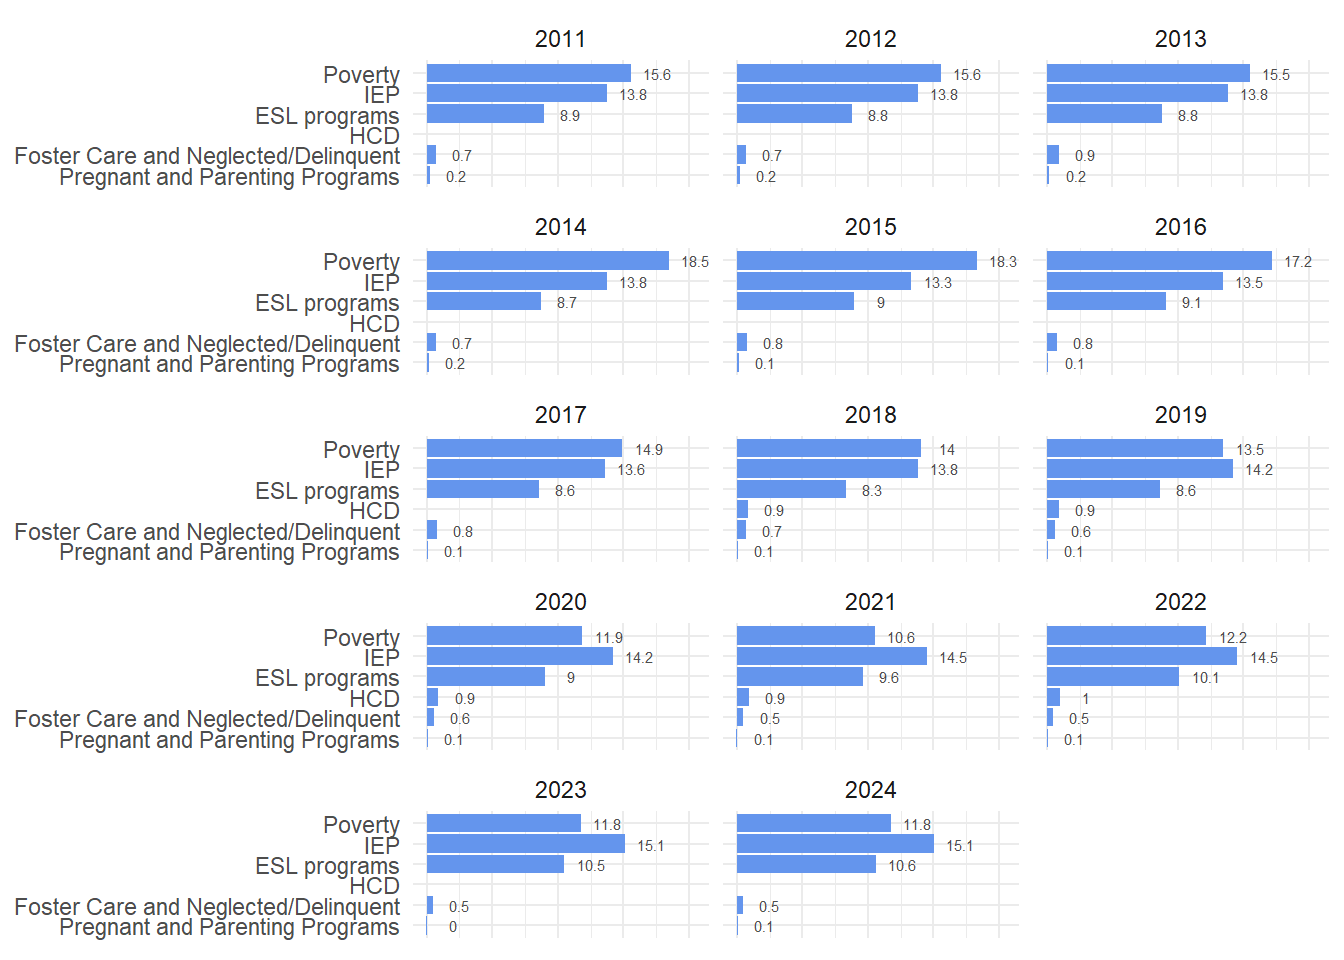 2011 2012 2013
Poverty 15.6 15.6 15.5
IEP 13.8 13.8 13.8
ESL programs 8.9 8.8 8.8
HCD
Foster Care and Neglected/Delinquent 0.7 0.7 0.9
Pregnant and Parenting Programs 0.2 0.2 0.2
2014 2015 2016
Poverty 18.5 18.3 17.2
IEP 13.8 13.3 13.5
ESL programs 8.7 9 9.1
HCD
Foster Care and Neglected/Delinquent 0.7 0.8 0.8
Pregnant and Parenting Programs 0.2 0.1 0.1
2017 2018 2019
Poverty 14.9 14 13.5
IEP 13.6 13.8 14.2
ESL programs 8.6 8.3 8.6
HCD 0.9 0.9
Foster Care and Neglected/Delinquent 0.8 0.7 0.6
Pregnant and Parenting Programs 0.1 0.1 0.1
2020 2021 2022
Poverty 11.9 10.6 12.2
IEP 14.2 14.5 14.5
ESL programs 9 9.6 10.1
HCD 0.9 0.9 1
Foster Care and Neglected/Delinquent 0.6 0.5 0.5
Pregnant and Parenting Programs 0.1 0.1 0.1
2023 2024
Poverty 11.8 11.8
IEP 15.1 15.1
ESL programs 10.5 10.6
HCD
Foster Care and Neglected/Delinquent 0.5 0.5
Pregnant and Parenting Programs 0 0.1